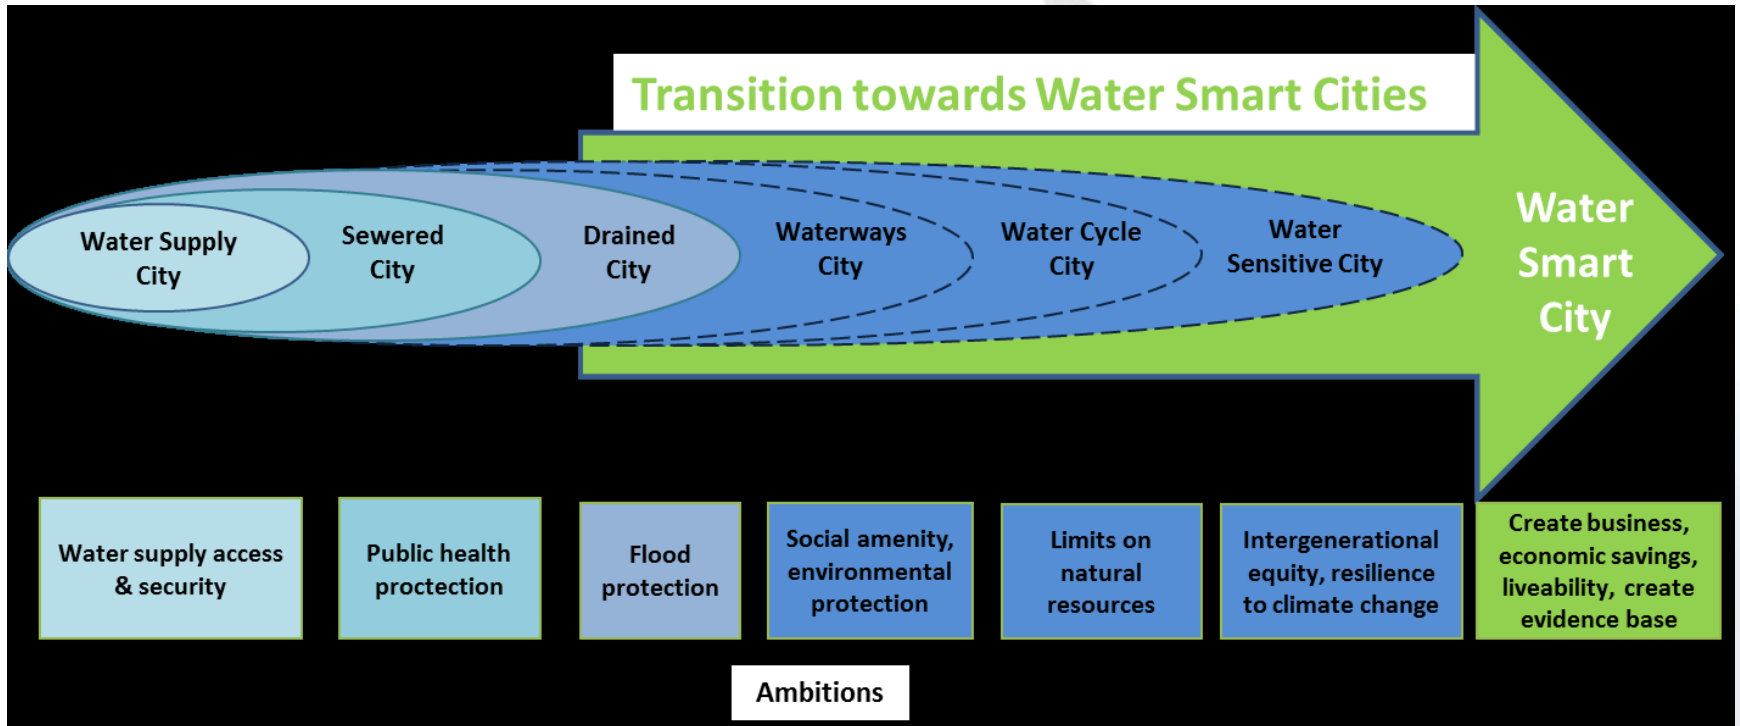 Transition towards Water Smart Cities
Water Supply
City
Sewered
City
Drained
City
Waterways
City
Water Cycle
City
Water
Sensitive City
Water
Smart
City
Water supply access
& security
Public health
proctection
Flood
protection
Social amenity,
environmental
protection
Limits on
natural
resources
Intergenerational
equity, resilience
to climate change
Create business,
economic savings,
liveability, create
evidence base
Ambitions